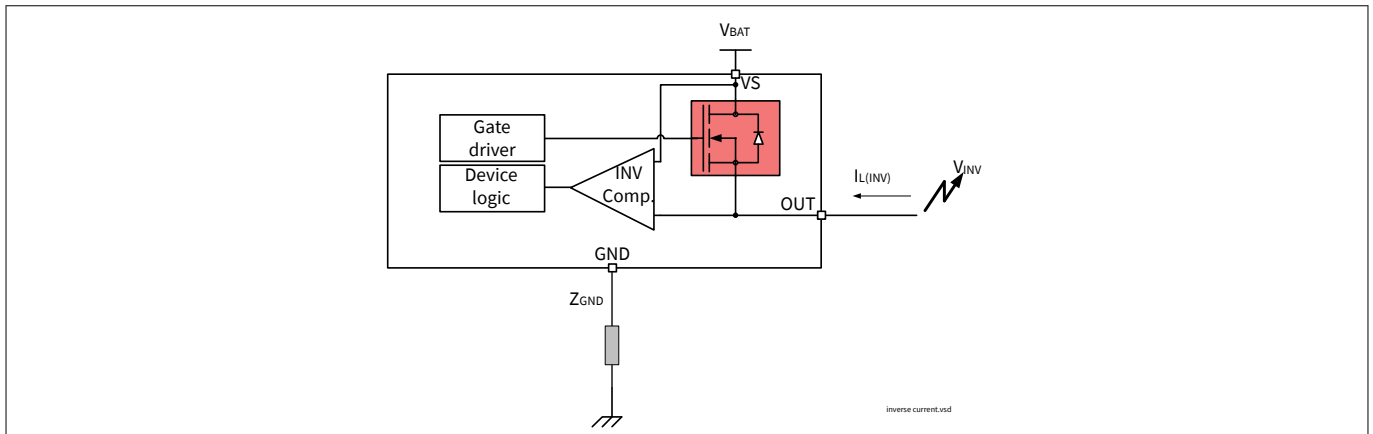 VBAT
VS
Gate
driver
Device
logic
INV
Comp.
OUT
IL(INV)
VINV
GND
ZGND
inverse current.vsd